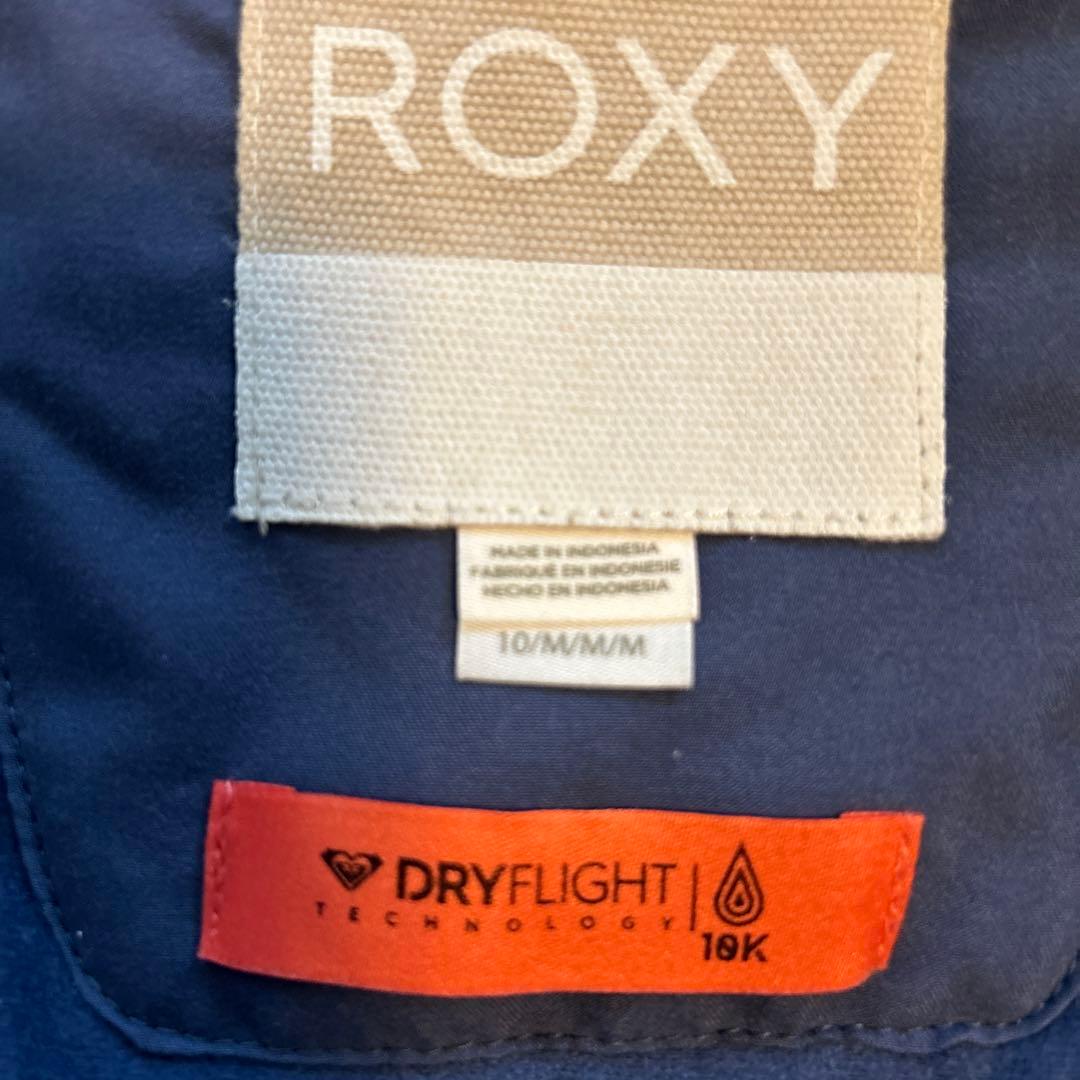 ROXY
MADE IN INDONESIA
FABRIQUÉ EN INDONESIE
HECHO EN INDONESIA
10/M/M/M
DRYFLIGHT
TECHNOLOGY
10K